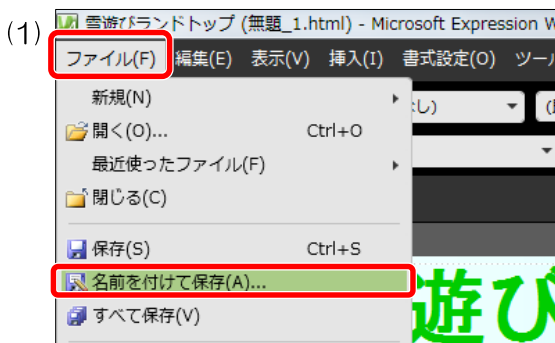 (1)
雪遊びランドトップ (無題_1.html) - Microsoft Expression W
ファイル(F) 編集(E) 表示(V) 挿入(I) 書式設定(O) ツー
新規(N)
なし)
開く(O)... Ctrl+O
最近使ったファイル(F)
閉じる(C)
保存(S) Ctrl+S
名前を付けて保存(A)...
すべて保存(V)
遊び